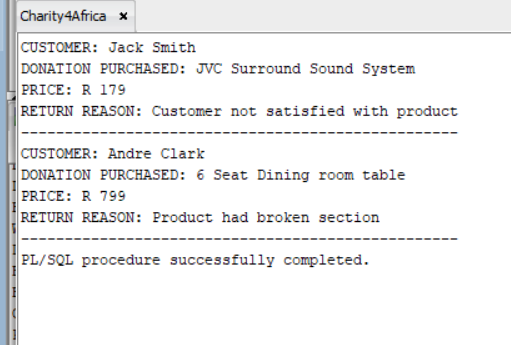 Charity4Africa
CUSTOMER: Jack Smith
DONATION PURCHASED: JVC Surround Sound System
PRICE: R 179
RETURN REASON: Customer not satisfied with product
---------------------------------------------------
CUSTOMER: Andre Clark
DONATION PURCHASED: 6 Seat Dining room table
PRICE: R 799
RETURN REASON: Product had broken section
---------------------------------------------------
PL/SQL procedure successfully completed.